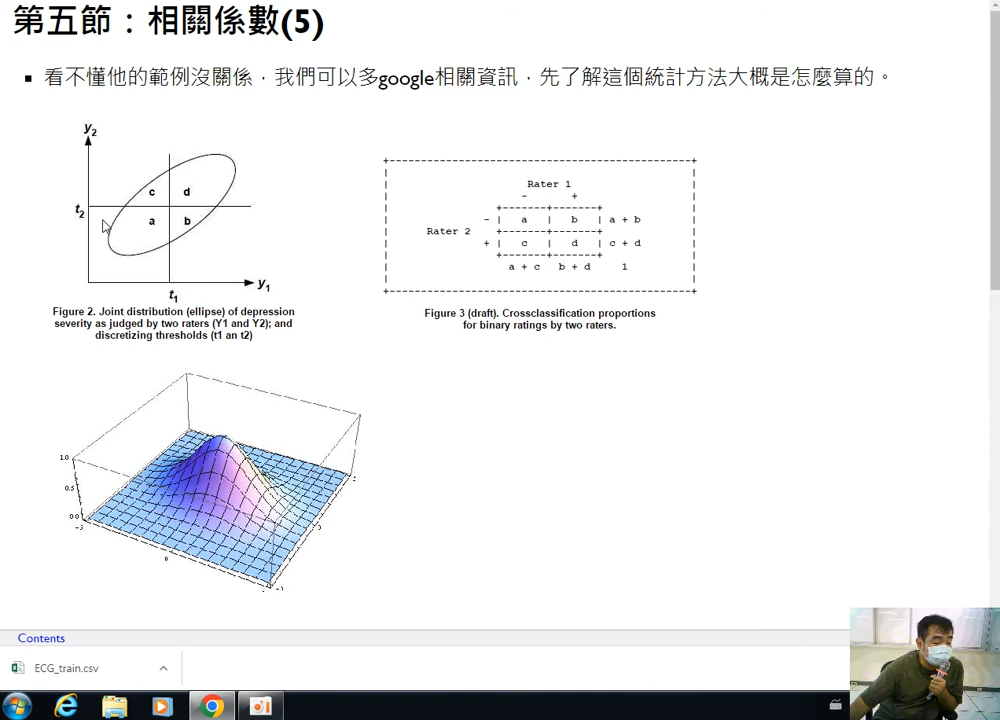 第五節：相關係數(5)
▪ 看不懂他的範例沒關係，我們可以多google相關資訊，先了解這個統計方法大概是怎麼算的。
y2
c d
t2
a b
y1
t1
Figure 2. Joint distribution (ellipse) of depression
severity as judged by two raters (Y1 and Y2); and
discretizing thresholds (t1 an t2)
Rater 1
- +
- | a | b | a + b
Rater 2
+ | c | d | c + d
a + c b + d 1
Figure 3 (draft). Crossclassification proportions
for binary ratings by two raters.
1.0
0.5
0.0
0
Contents
ECG_train.csv